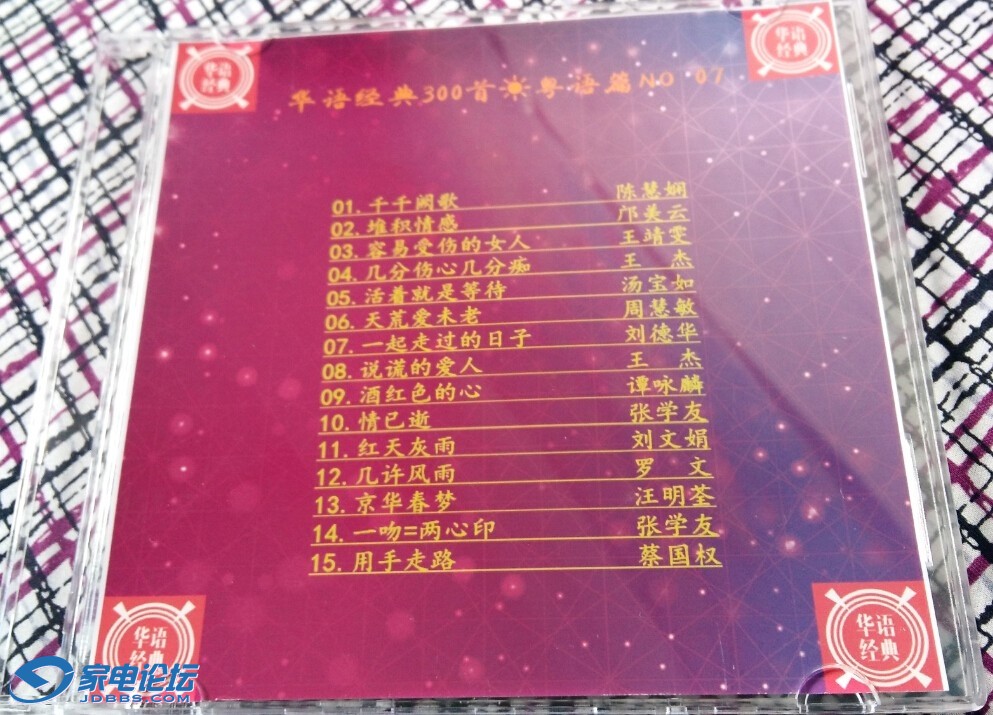 华语
经典
华语
经典
华语经典300首☀粤语篇NO 07
01. 千千阙歌 陈慧娴
02. 堆积情感 邝美云
03. 容易受伤的女人 王靖雯
04. 几分伤心几分痴 王 杰
05. 活着就是等待 汤宝如
06. 天荒爱未老 周慧敏
07. 一起走过的日子 刘德华
08. 说谎的爱人 王 杰
09. 酒红色的心 谭咏麟
10. 情已逝 张学友
11. 红天灰雨 刘文娟
12. 几许风雨 罗 文
13. 京华春梦 汪明荃
14. 一吻=两心印 张学友
15. 用手走路 蔡国权
华语
经典
华语
经典
家电论坛
JDBBS.COM